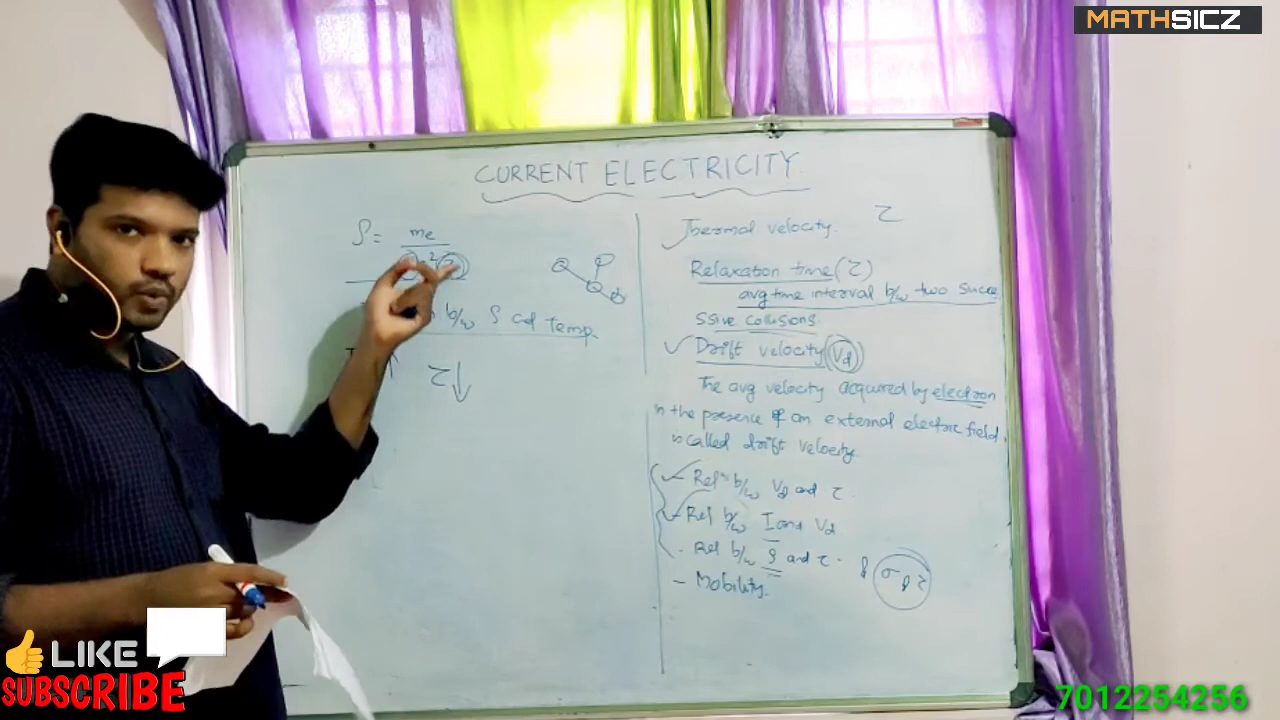 MATHSICZ
CURRENT ELECTRICITY
ρ = me
b/w ρ and temp
τ↓
Thermal velocity. τ
Relaxation time (τ)
avg time interval b/w two succe
ssive collisions.
✓ Drift velocity (Vd)
The avg velocity acquired by electron
in the presence of an external electric field.
is called drift velocity
Rel b/w Vd and τ.
Rel b/w I and Vd
Rel b/w ρ and τ.
- Mobility.
σ ρ τ
LIKE
SUBSCRIBE
7012254256